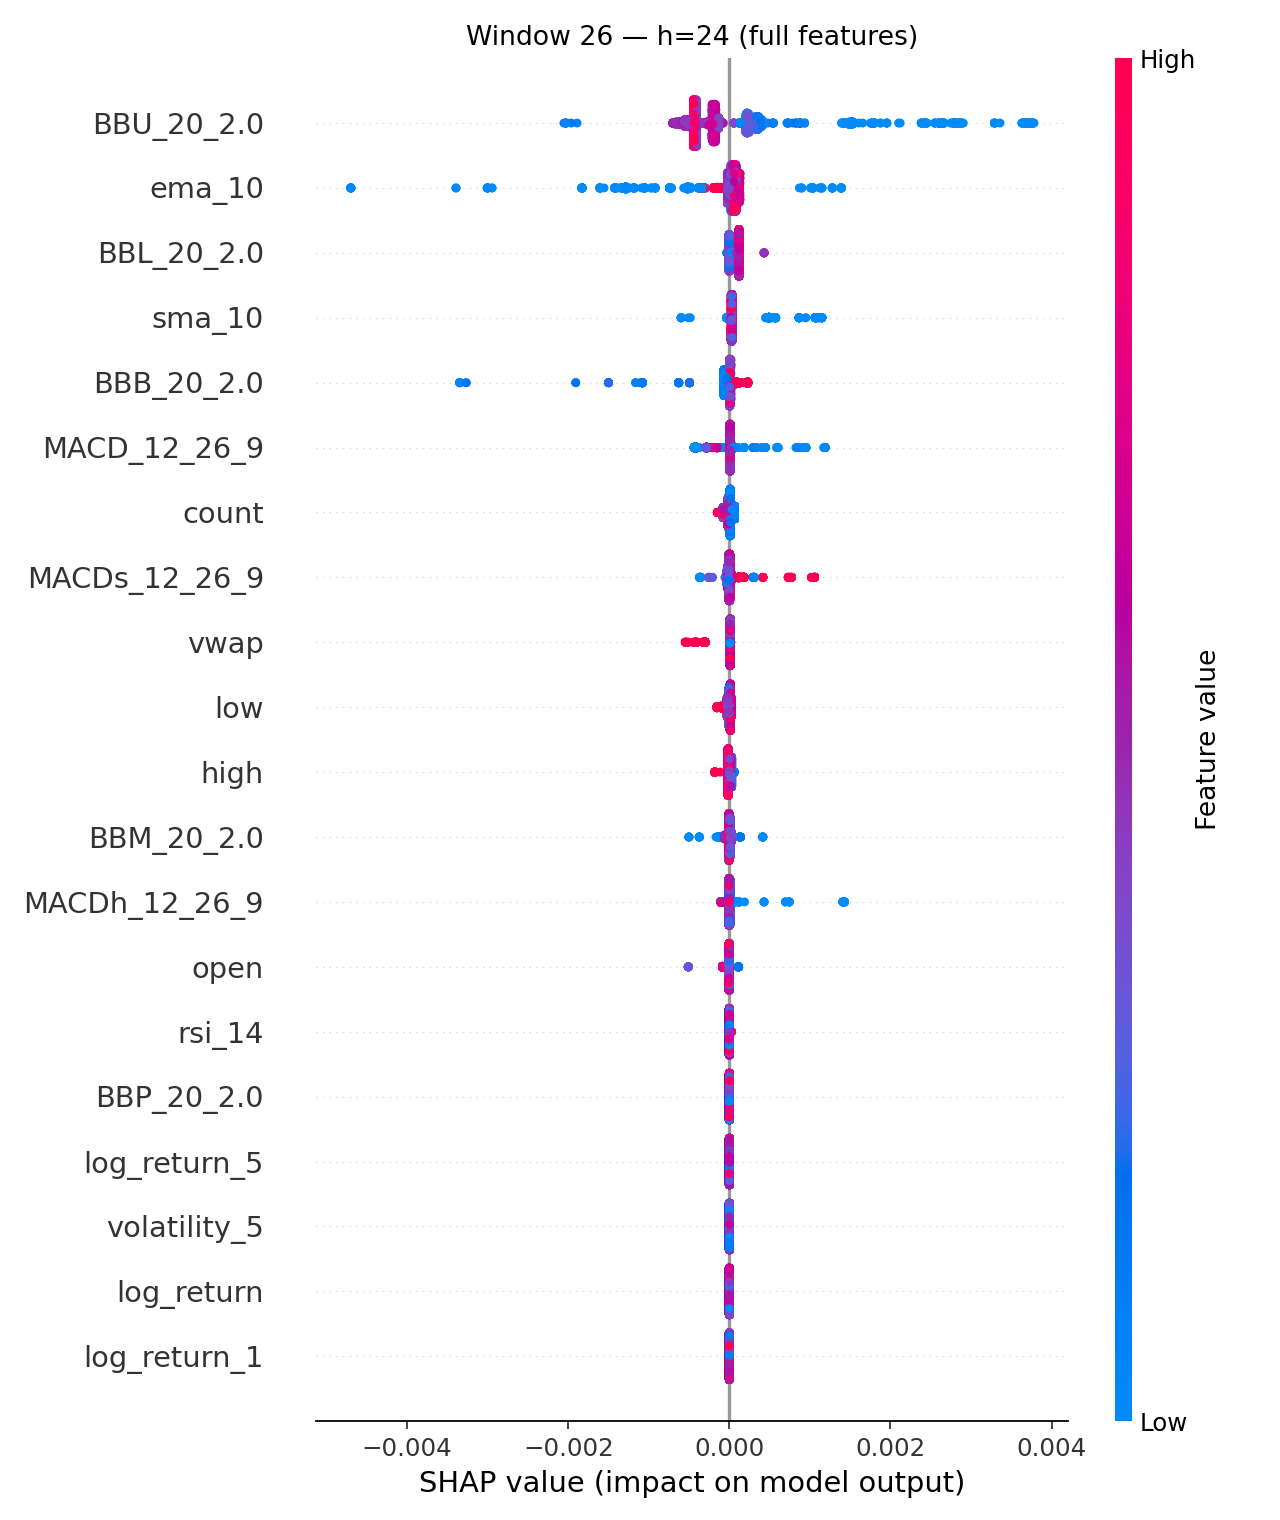 Window 26 — h=24 (full features)
High
BBU_20_2.0
ema_10
BBL_20_2.0
sma_10
BBB_20_2.0
MACD_12_26_9
count
MACDs_12_26_9
vwap
low
high
BBM_20_2.0
MACDh_12_26_9
open
rsi_14
BBP_20_2.0
log_return_5
volatility_5
log_return
log_return_1
Feature value
Low
−0.004 −0.002 0.000 0.002 0.004
SHAP value (impact on model output)